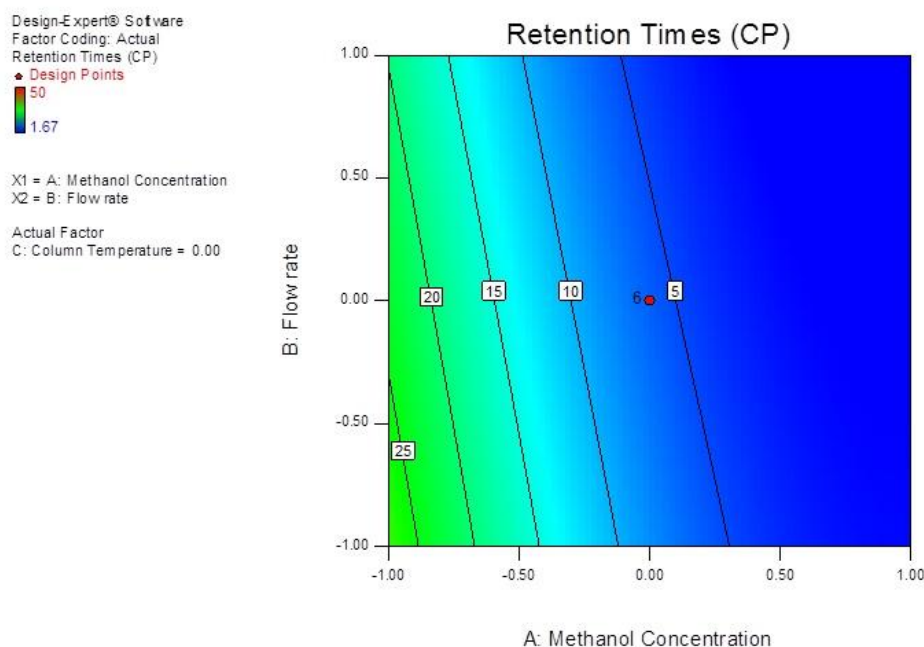 Design-Expert® Software
Factor Coding: Actual
Retention Times (CP)
Design Points
50
1.67
X1 = A: Methanol Concentration
X2 = B: Flow rate
Actual Factor
C: Column Temperature = 0.00
Retention Times (CP)
1.00
0.50
0.00
-0.50
-1.00
B: Flow rate
20
15
10
6
5
25
-1.00
-0.50
0.00
0.50
1.00
A: Methanol Concentration